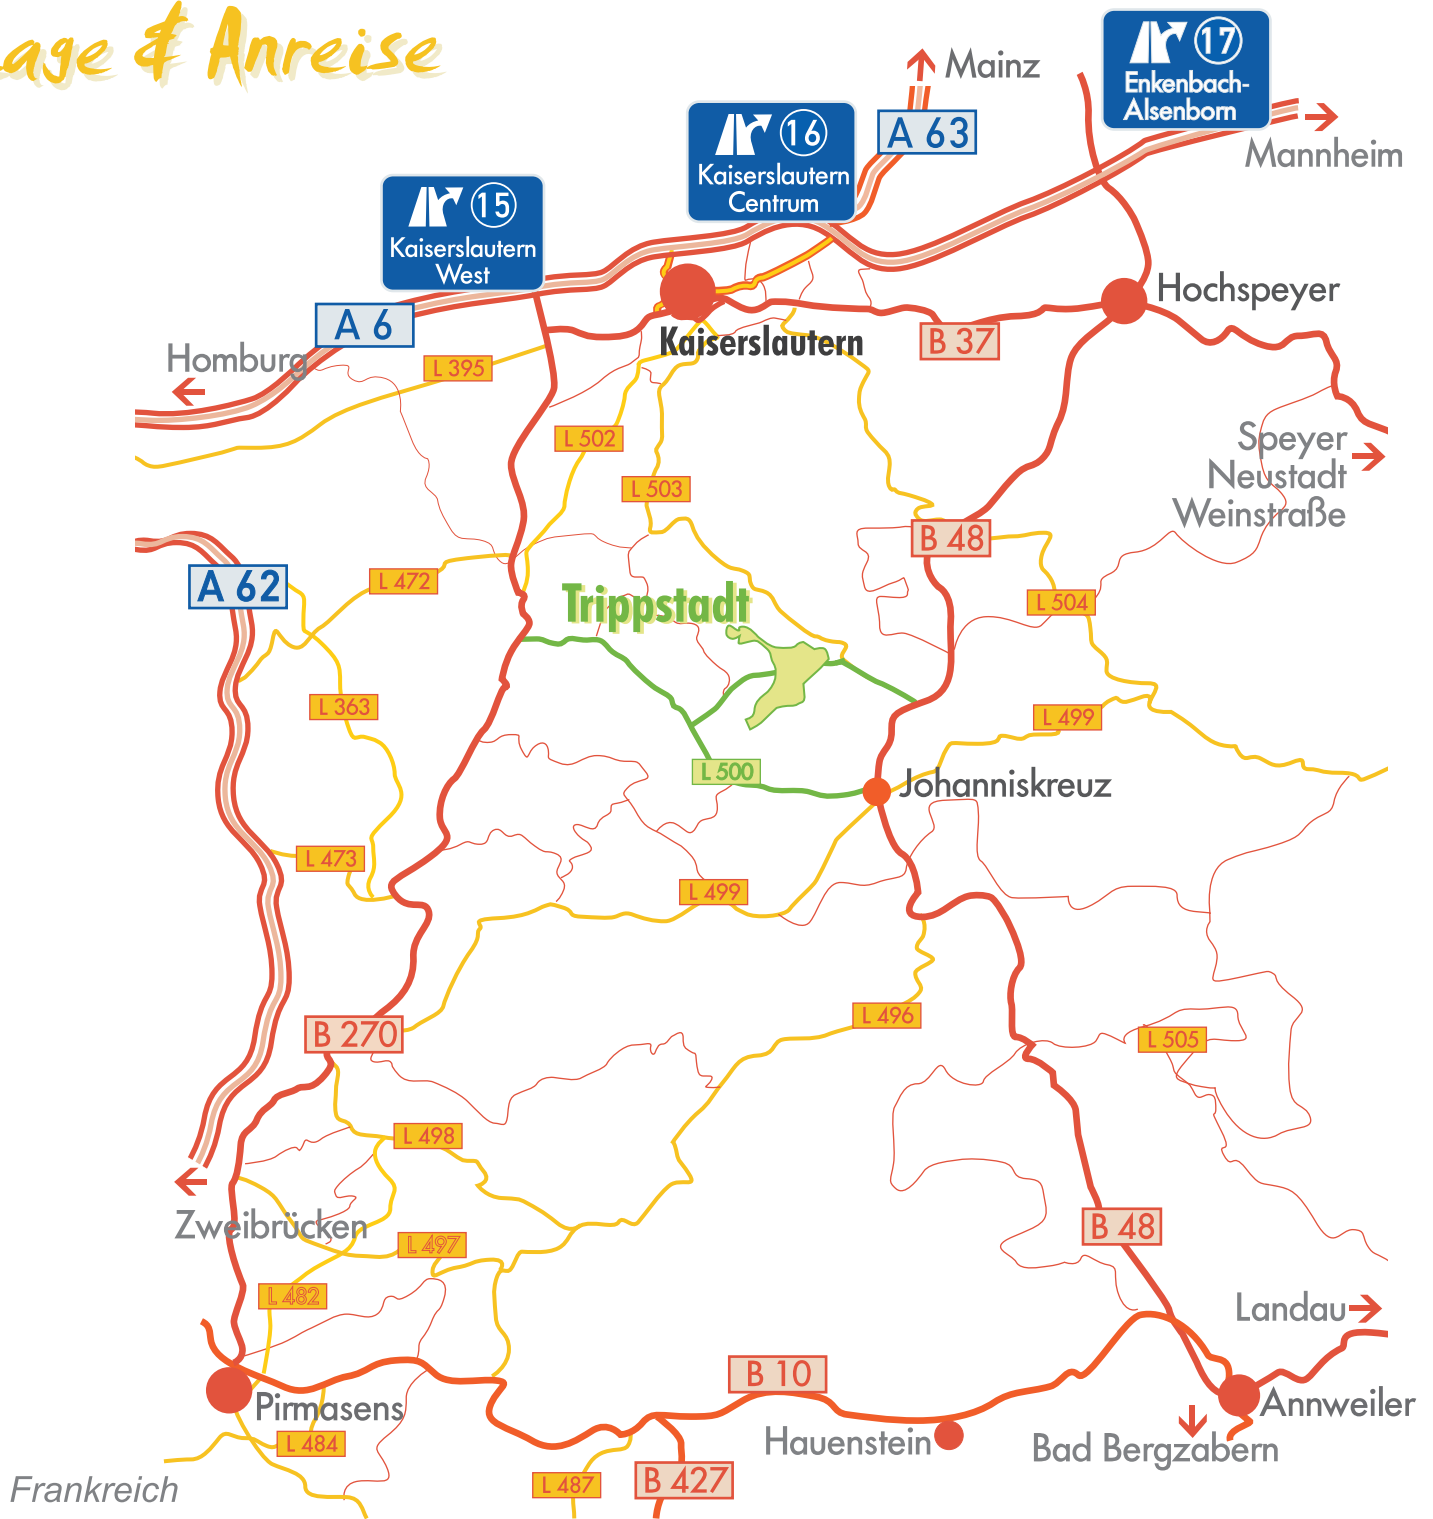 age & Anreise
Mainz
17
Enkenbach-
Alsenborn
16
Kaiserslautern
Centrum
A 63
Mannheim
15
Kaiserslautern
West
A 6
Homburg
L 395
Kaiserslautern
B 37
Hochspeyer
L 502
L 503
Speyer
Neustadt
Weinstraße
B 48
A 62
L 472
Trippstadt
L 504
L 363
L 499
L 500
Johanniskreuz
L 473
L 499
L 496
B 270
L 505
L 498
Zweibrücken
L 497
B 48
L 482
Landau
B 10
Pirmasens
Annweiler
L 484
Hauenstein
Bad Bergzabern
Frankreich
L 487
B 427